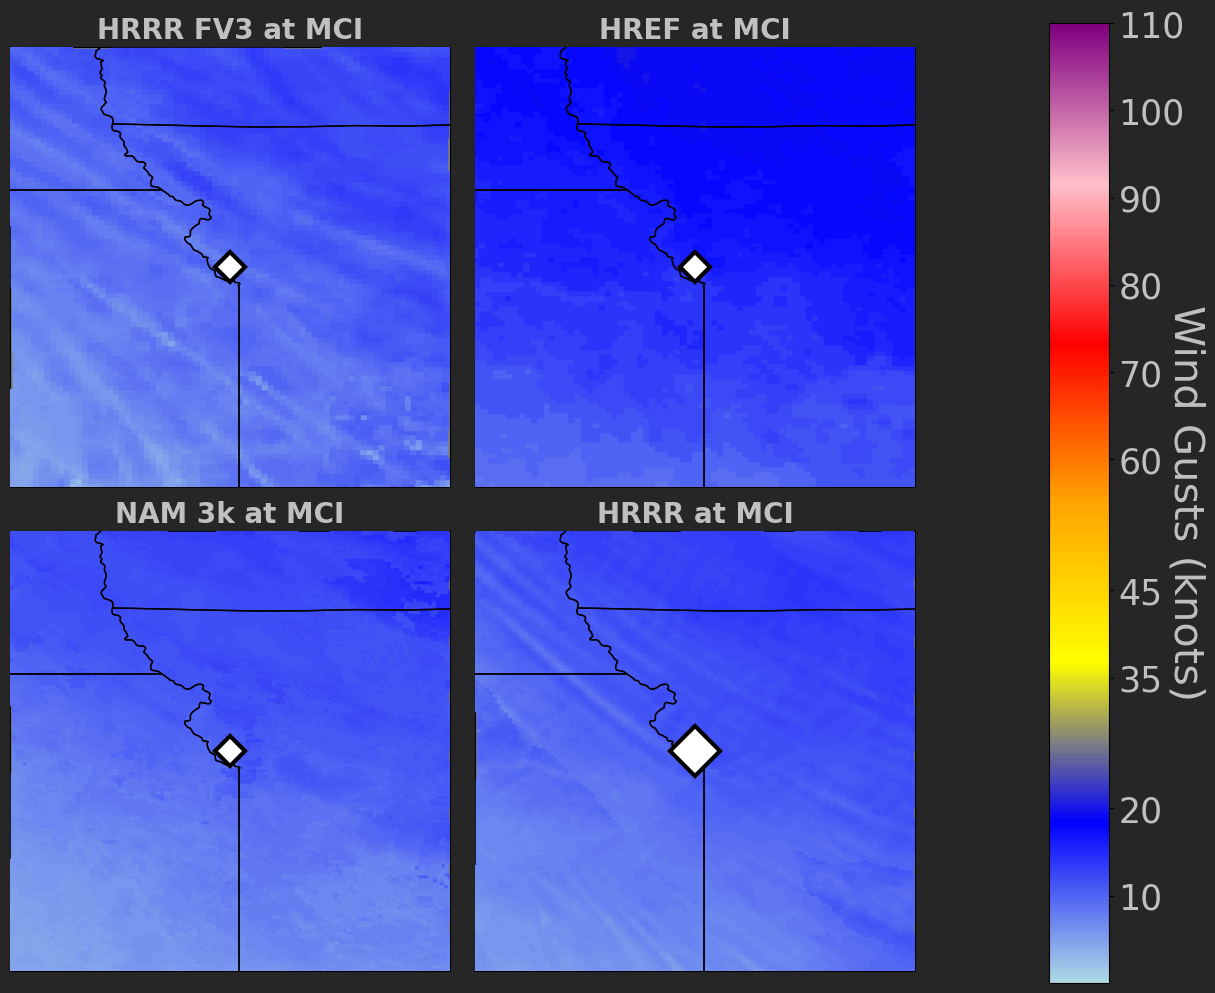 HRRR FV3 at MCI
HREF at MCI
NAM 3k at MCI
HRRR at MCI
110
100
90
80
70
60
45
35
20
10
Wind Gusts (knots)